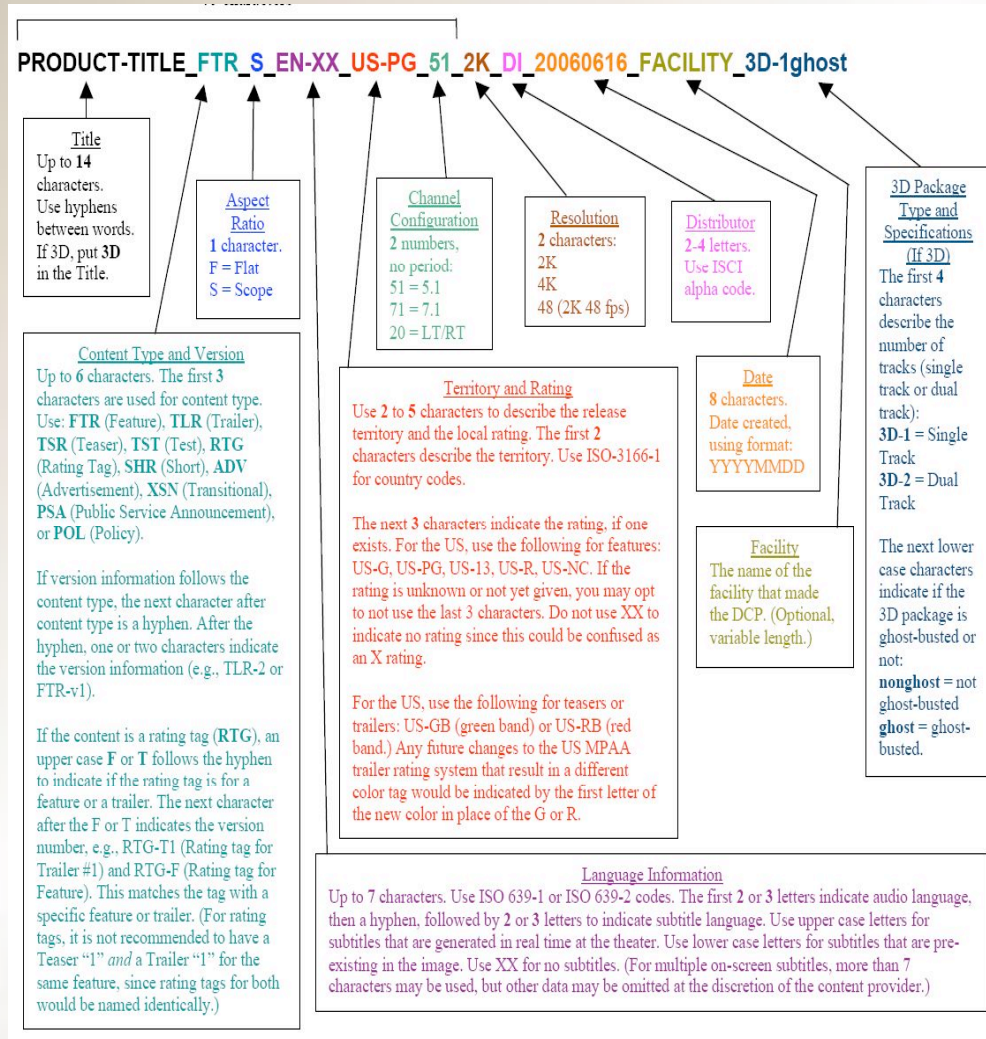 PRODUCT-TITLE_FTR_S_EN-XX_US-PG_51_2K_DI_20060616_FACILITY_3D-1ghost
Title
Up to 14
characters.
Use hyphens
between words.
If 3D, put 3D
in the Title.
Aspect
Ratio
1 character.
F = Flat
S = Scope
Channel
Configuration
2 numbers,
no period:
51 = 5.1
71 = 7.1
20 = LT/RT
Resolution
2 characters:
2K
4K
48 (2K 48 fps)
Distributor
2-4 letters.
Use ISCI
alpha code.
3D Package
Type and
Specifications
(If 3D)
The first 4
characters
describe the
number of
tracks (single
track or dual
track):
3D-1 = Single
Track
3D-2 = Dual
Track
The next lower
case characters
indicate if the
3D package is
ghost-busted or
not:
nonghost = not
ghost-busted
ghost = ghost-
busted.
Content Type and Version
Up to 6 characters. The first 3
characters are used for content type.
Use: FTR (Feature), TLR (Trailer),
TSR (Teaser), TST (Test), RTG
(Rating Tag), SHR (Short), ADV
(Advertisement), XSN (Transitional),
PSA (Public Service Announcement),
or POL (Policy).
If version information follows the
content type, the next character after
content type is a hyphen. After the
hyphen, one or two characters indicate
the version information (e.g., TLR-2 or
FTR-v1).
If the content is a rating tag (RTG), an
upper case F or T follows the hyphen
to indicate if the rating tag is for a
feature or a trailer. The next character
after the F or T indicates the version
number, e.g., RTG-T1 (Rating tag for
Trailer #1) and RTG-F (Rating tag for
Feature). This matches the tag with a
specific feature or trailer. (For rating
tags, it is not recommended to have a
Teaser “1” and a Trailer “1” for the
same feature, since rating tags for both
would be named identically.)
Territory and Rating
Use 2 to 5 characters to describe the release
territory and the local rating. The first 2
characters describe the territory. Use ISO-3166-1
for country codes.
The next 3 characters indicate the rating, if one
exists. For the US, use the following for features:
US-G, US-PG, US-13, US-R, US-NC. If the
rating is unknown or not yet given, you may opt
to not use the last 3 characters. Do not use XX to
indicate no rating since this could be confused as
an X rating.
For the US, use the following for teasers or
trailers: US-GB (green band) or US-RB (red
band.) Any future changes to the US MPAA
trailer rating system that result in a different
color tag would be indicated by the first letter of
the new color in place of the G or R.
Date
8 characters.
Date created,
using format:
YYYYMMDD
Facility
The name of the
facility that made
the DCP. (Optional,
variable length.)
Language Information
Up to 7 characters. Use ISO 639-1 or ISO 639-2 codes. The first 2 or 3 letters indicate audio language,
then a hyphen, followed by 2 or 3 letters to indicate subtitle language. Use upper case letters for
subtitles that are generated in real time at the theater. Use lower case letters for subtitles that are pre-
existing in the image. Use XX for no subtitles. (For multiple on-screen subtitles, more than 7
characters may be used, but other data may be omitted at the discretion of the content provider.)